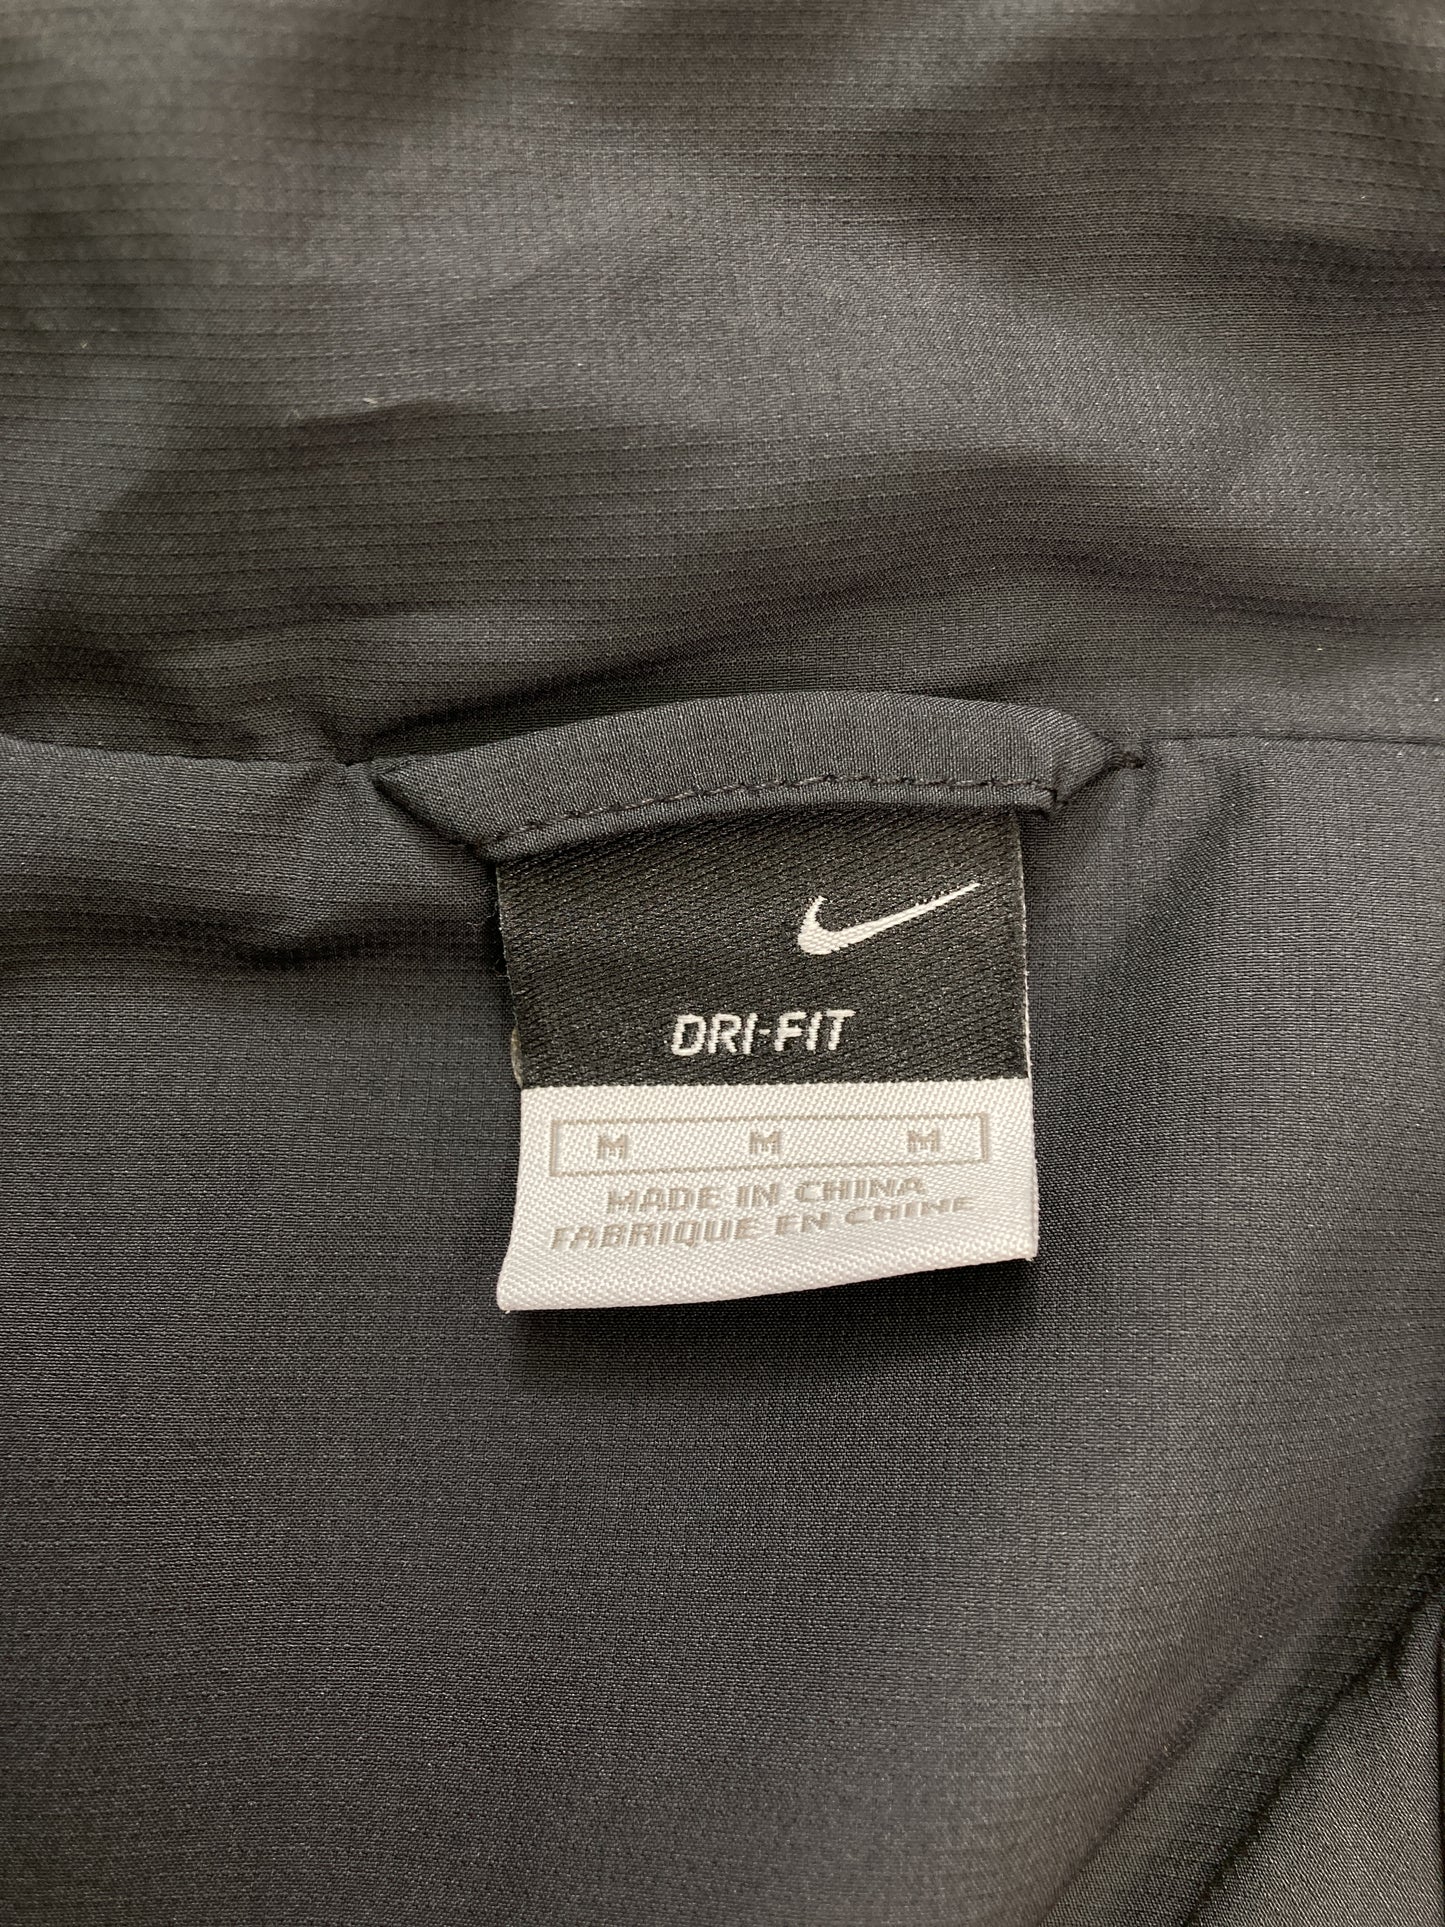 DRI-FIT
M M M
MADE IN CHINA
FABRIQUE EN CHINE